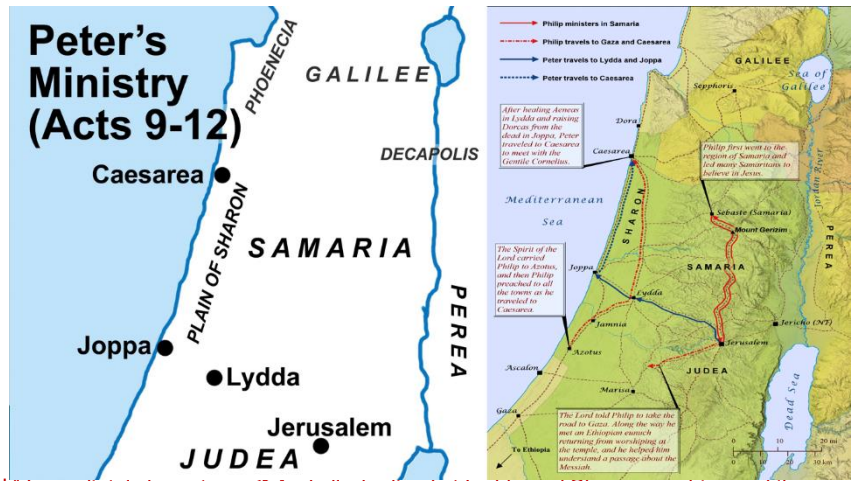 Peter's
Ministry
(Acts 9-12)
PHOENECIA
GALILEE
DECAPOLIS
Caesarea
PLAIN OF SHARON
SAMARIA
PEREA
Joppa
Lydda
Jerusalem
JUDEA
Philip ministers in Samaria
Philip travels to Gaza and Caesarea
Peter travels to Lydda and Joppa
Peter travels to Caesarea
GALILEE
Sea of
Galilee
Sepphoris
After healing Aeneas
in Lydda and raising
Dorcas from the
dead in Joppa, Peter
traveled to Caesarea
to meet with the
Gentile Cornelius.
Dora
Caesarea
Philip first went to the
region of Samaria and
led many Samaritans to
believe in Jesus.
Jordan River
Mediterranean
Sea
SHARON
Sebaste (Samaria)
Mount Gerizim
PEREA
The Spirit of the
Lord carried
Philip to Azotus,
and then Philip
preached to all
the towns as he
traveled to
Caesarea.
Joppa
SAMARIA
Lydda
Jamnia
Jericho (NT)
Jerusalem
Azotus
Ascalon
JUDEA
Marisa
Dead Sea
Gaza
The Lord told Philip to take the
road to Gaza. Along the way he
met an Ethiopian eunuch
returning from worshiping at
the temple, and he helped him
understand a passage about the
Messiah.
To Ethiopia
0 10 20 mi
0 10 20 km